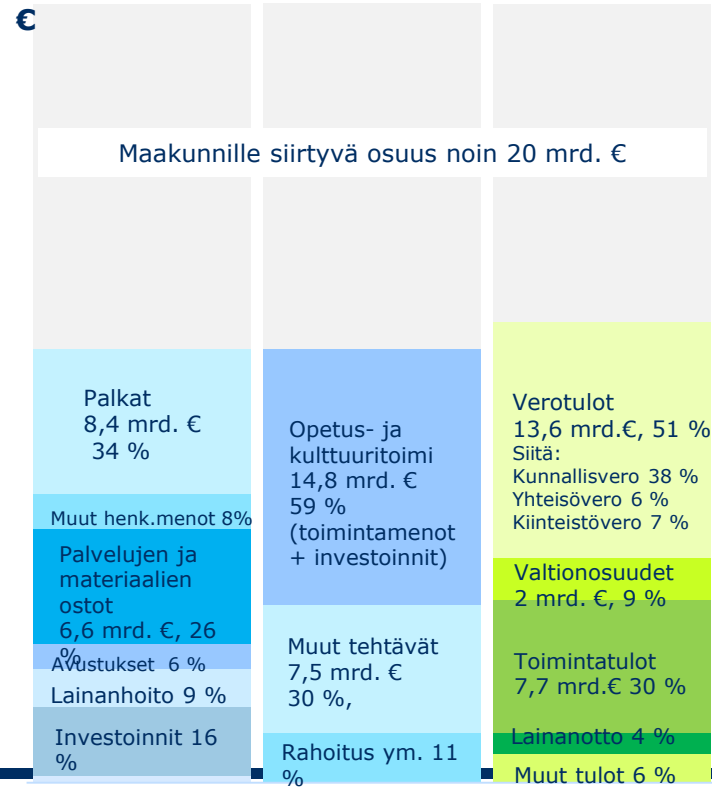 €
Maakunnille siirtyvä osuus noin 20 mrd. €
Palkat
8,4 mrd. €
34 %
Muut henk.menot 8%
Palvelujen ja
materiaalien
ostot
6,6 mrd. €, 26
%
Avustukset 6 %
Lainanhoito 9 %
Investoinnit 16
%
Opetus- ja
kulttuuritoimi
14,8 mrd. €
59 %
(toimintamenot
+ investoinnit)
Muut tehtävät
7,5 mrd. €
30 %,
Rahoitus ym. 11
%
Verotulot
13,6 mrd.€, 51 %
Siitä:
Kunnallisvero 38 %
Yhteisövero 6 %
Kiinteistövero 7 %
Valtionosuudet
2 mrd. €, 9 %
Toimintatulot
7,7 mrd.€ 30 %
Lainanotto 4 %
Muut tulot 6 %